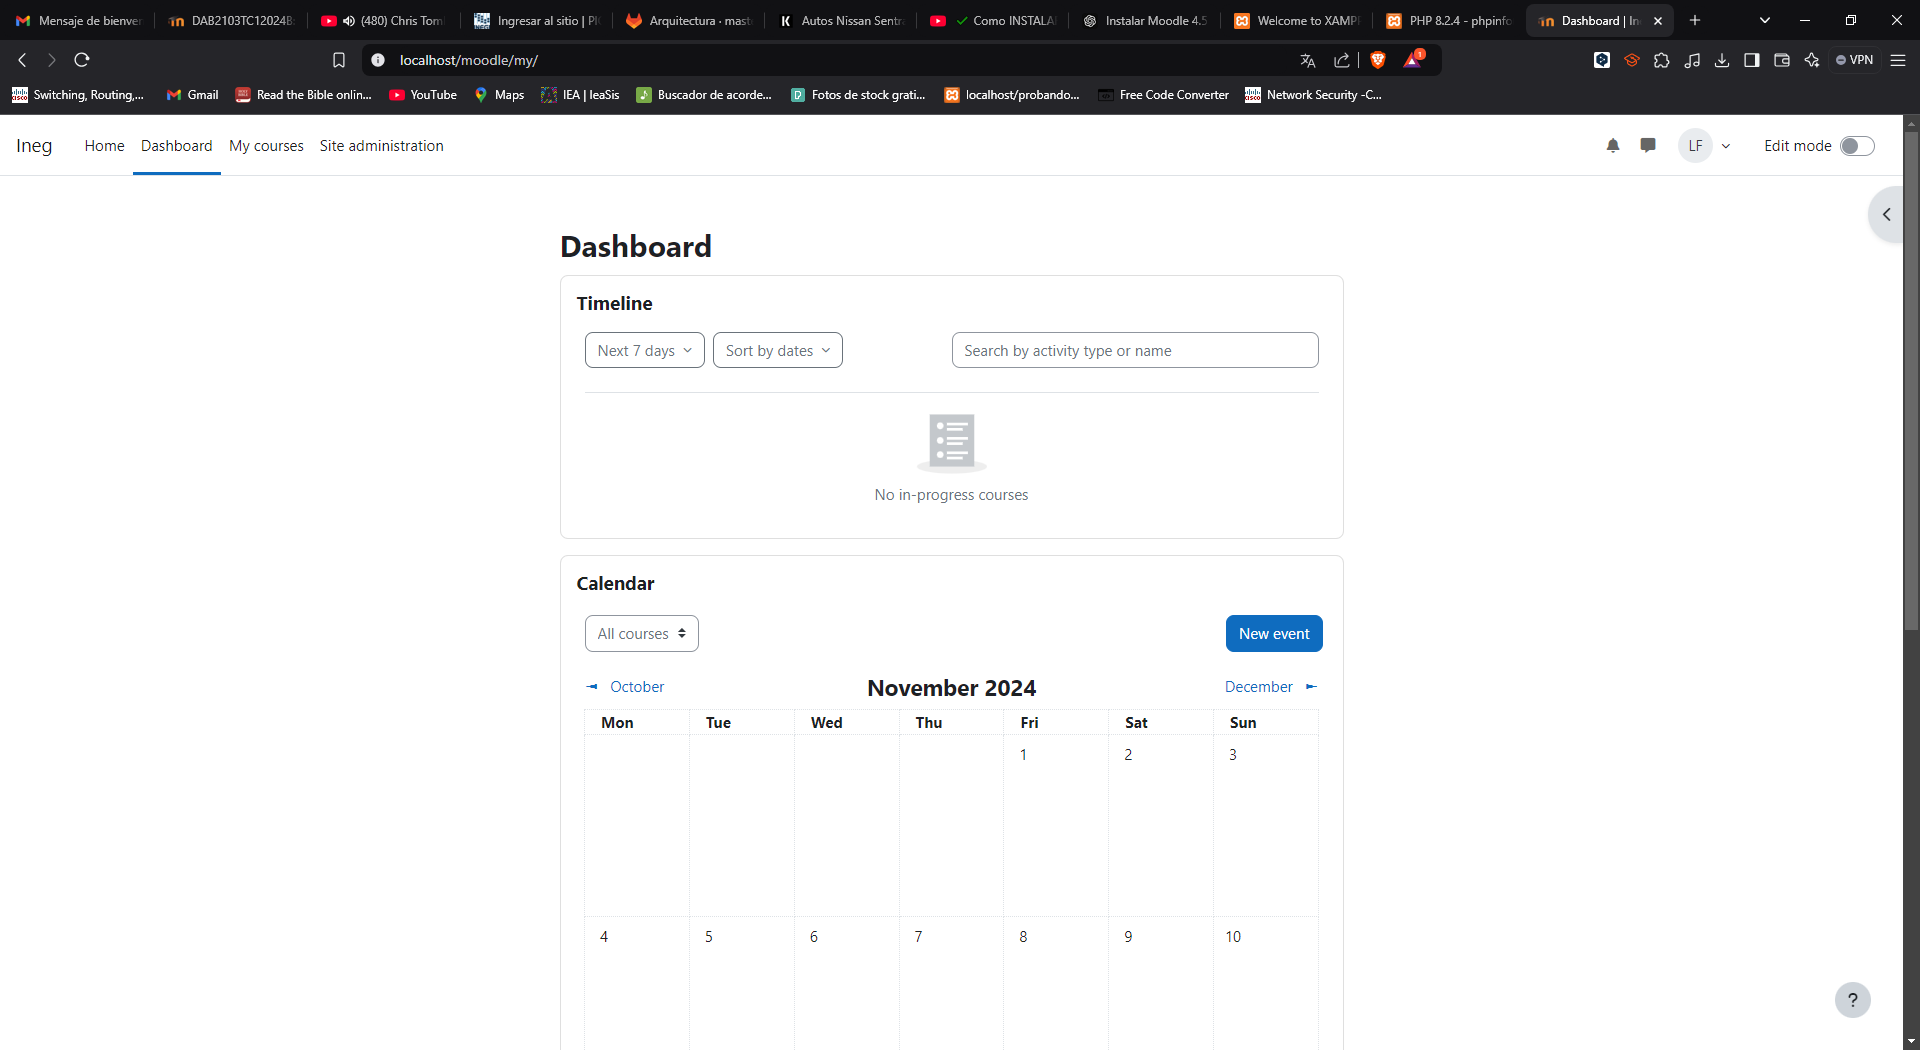 Mensaje de bienven
DAB2103TC12024B:
(480) Chris Tom
Ingresar al sitio | PI
Arquitectura · mast
Autos Nissan Sentra
Como INSTALA
Instalar Moodle 4.5
Welcome to XAMPP
PHP 8.2.4 - phpinfo
Dashboard | In
localhost/moodle/my/
1
VPN
Switching, Routing,...
Gmail
Read the Bible onlin...
YouTube
Maps
IEA | IeaSis
Buscador de acorde...
Fotos de stock grati...
localhost/probando...
Free Code Converter
Network Security -C...
Ineg
Home
Dashboard
My courses
Site administration
LF
Edit mode
Dashboard
Timeline
Next 7 days
Sort by dates
Search by activity type or name
No in-progress courses
Calendar
All courses
New event
October
November 2024
December
Mon Tue Wed Thu Fri Sat Sun
1 2 3
4 5 6 7 8 9 10
?